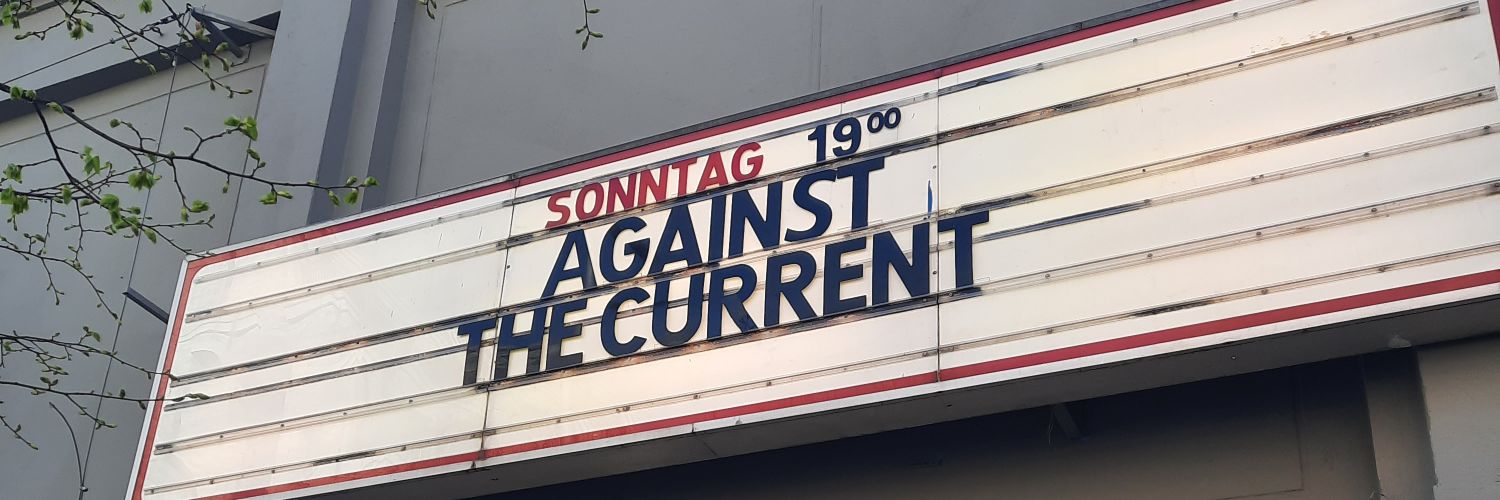 SONNTAG 19⁰⁰
AGAINST
THE CURRENT